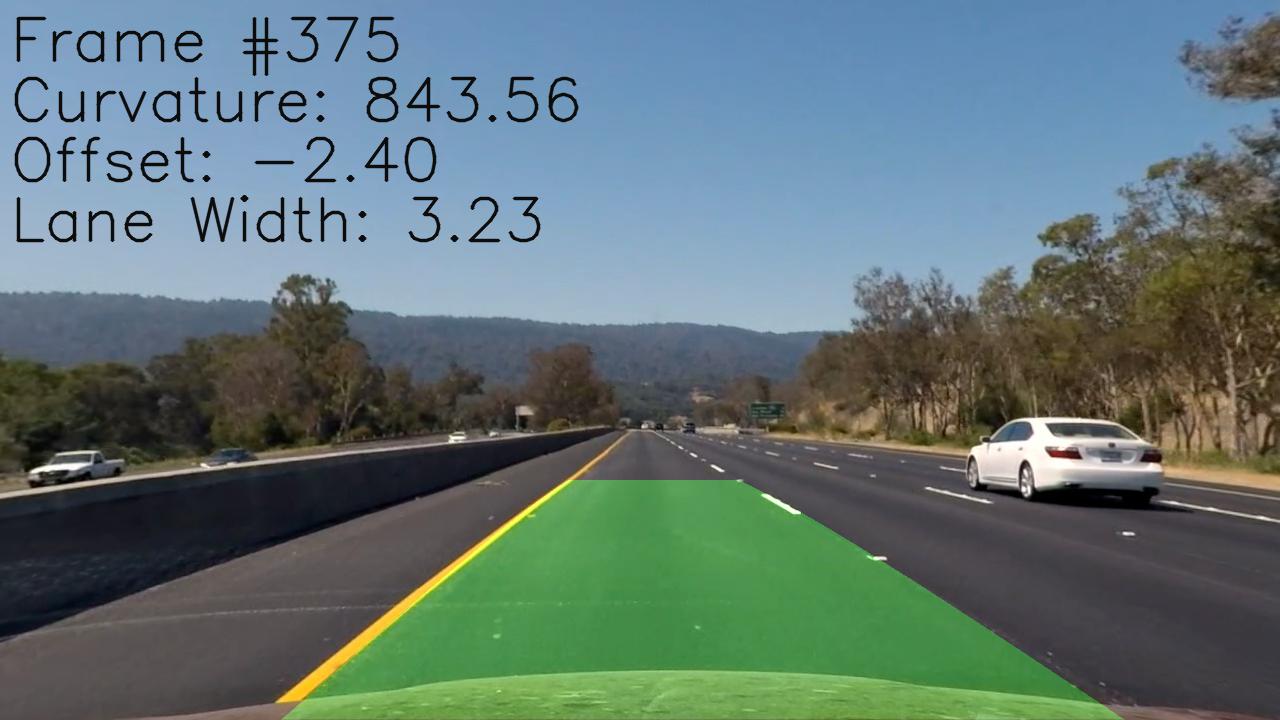 Frame #375
Curvature: 843.56
Offset: -2.40
Lane Width: 3.23